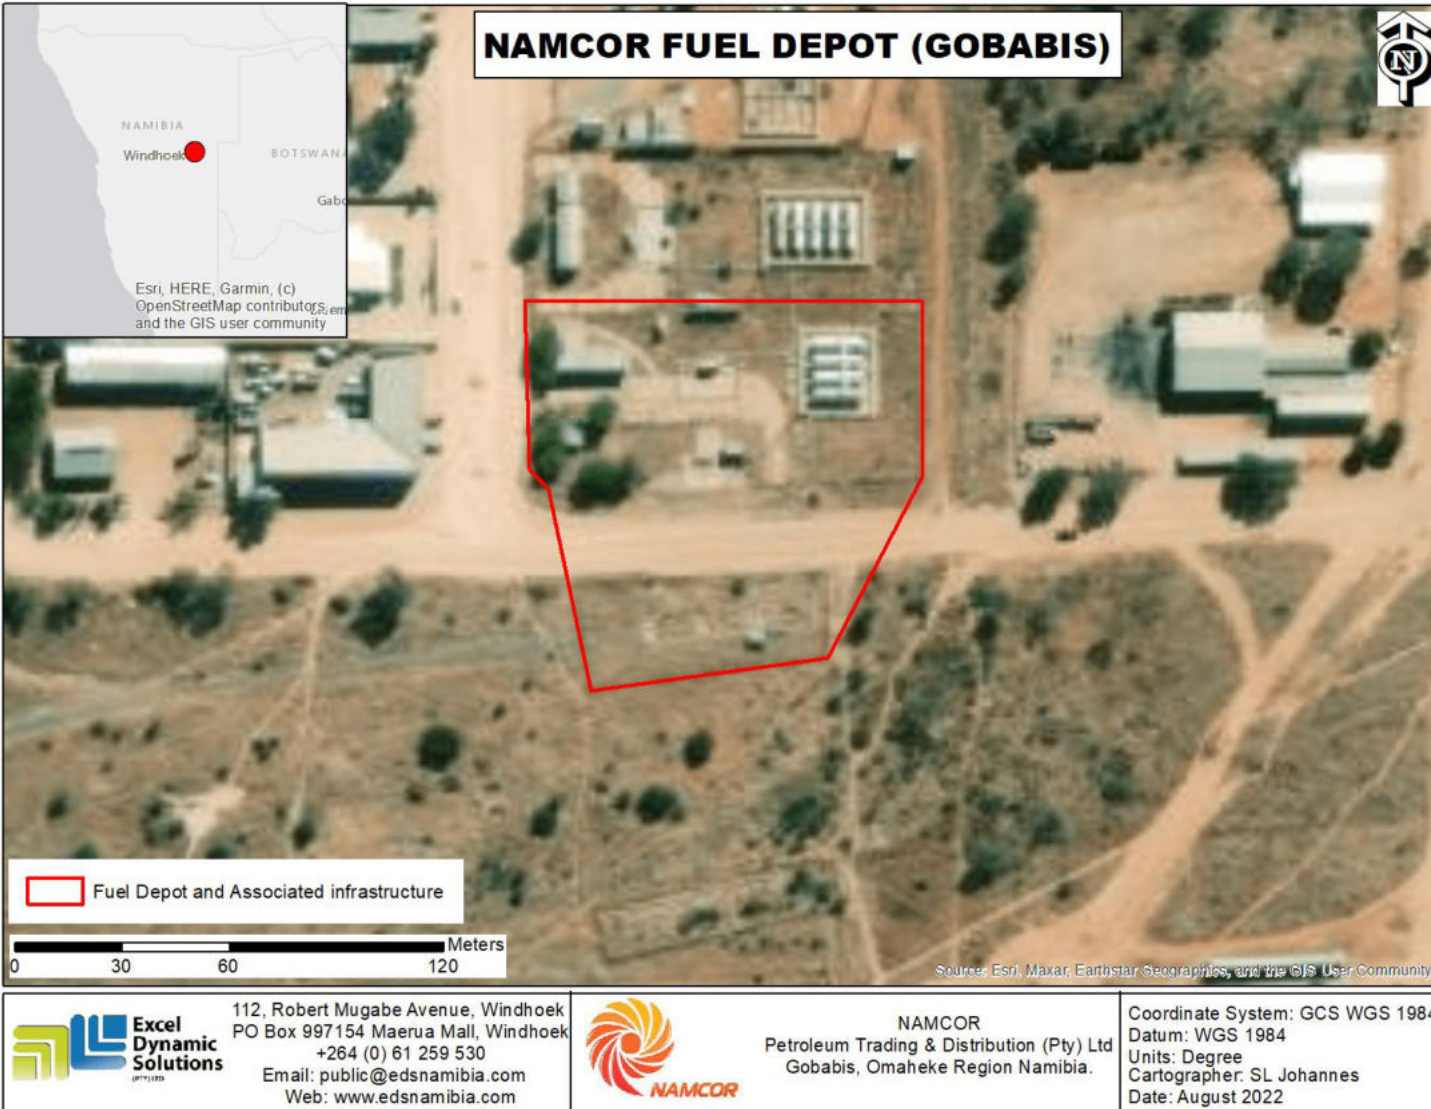 NAMCOR FUEL DEPOT (GOBABIS)
N
NAMIBIA
Windhoek
BOTSWANA
Gabo
Esri, HERE, Garmin, (c)
OpenStreetMap contributors,
and the GIS user community
Fuel Depot and Associated infrastructure
Meters
0 30 60 120
Source: Esri, Maxar, Earthstar Geographics, and the GIS User Community
Excel
Dynamic
Solutions
(PTY) LTD
112, Robert Mugabe Avenue, Windhoek
PO Box 997154 Maerua Mall, Windhoek
+264 (0) 61 259 530
Email: public@edsnamibia.com
Web: www.edsnamibia.com
NAMCOR
NAMCOR
Petroleum Trading & Distribution (Pty) Ltd
Gobabis, Omaheke Region Namibia.
Coordinate System: GCS WGS 1984
Datum: WGS 1984
Units: Degree
Cartographer: SL Johannes
Date: August 2022